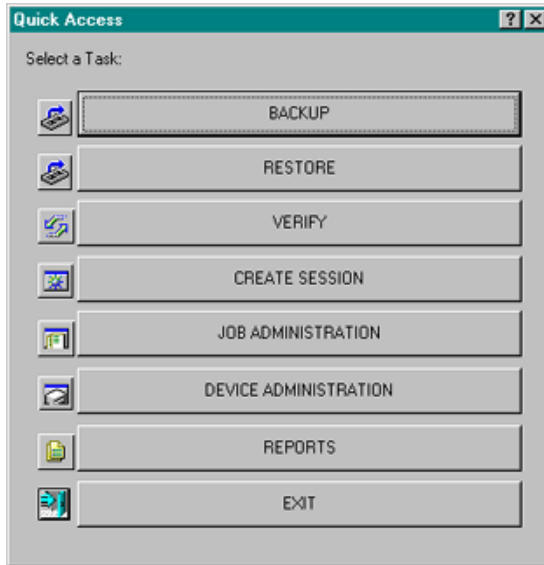 Quick Access
Select a Task:
BACKUP
RESTORE
VERIFY
CREATE SESSION
JOB ADMINISTRATION
DEVICE ADMINISTRATION
REPORTS
EXIT